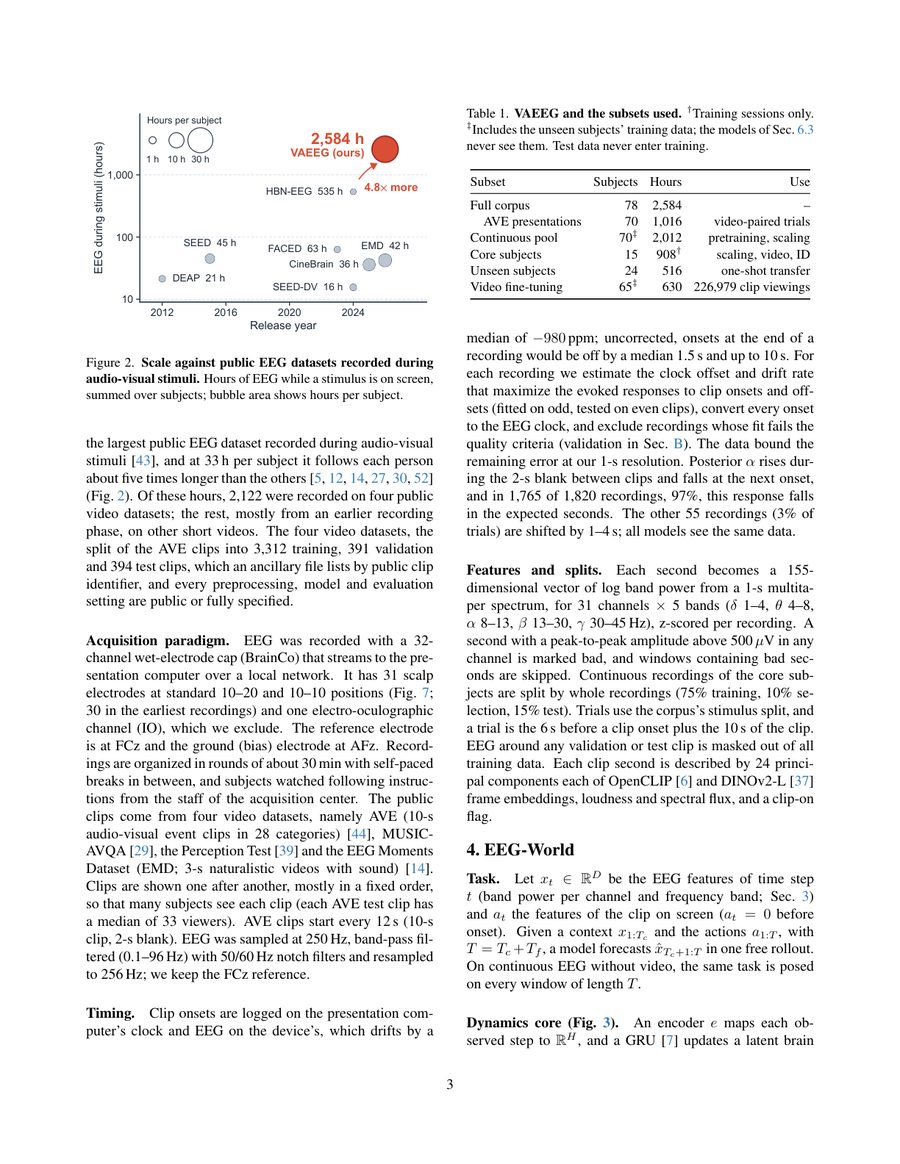 Hours per subject
1 h 10 h 30 h
2,584 h
VAEEG (ours)
4.8× more
HBN-EEG 535 h
SEED 45 h
FACED 63 h
EMD 42 h
CineBrain 36 h
DEAP 21 h
SEED-DV 16 h
EEG during stimuli (hours)
1,000
100
10
2012 2016 2020 2024
Release year
Figure 2. Scale against public EEG datasets recorded during
audio-visual stimuli. Hours of EEG while a stimulus is on screen,
summed over subjects; bubble area shows hours per subject.
the largest public EEG dataset recorded during audio-visual
stimuli [43], and at 33 h per subject it follows each person
about five times longer than the others [5, 12, 14, 27, 30, 52]
(Fig. 2). Of these hours, 2,122 were recorded on four public
video datasets; the rest, mostly from an earlier recording
phase, on other short videos. The four video datasets, the
split of the AVE clips into 3,312 training, 391 validation
and 394 test clips, which an ancillary file lists by public clip
identifier, and every preprocessing, model and evaluation
setting are public or fully specified.
Acquisition paradigm. EEG was recorded with a 32-
channel wet-electrode cap (BrainCo) that streams to the pre-
sentation computer over a local network. It has 31 scalp
electrodes at standard 10–20 and 10–10 positions (Fig. 7;
30 in the earliest recordings) and one electro-oculographic
channel (IO), which we exclude. The reference electrode
is at FCz and the ground (bias) electrode at AFz. Record-
ings are organized in rounds of about 30 min with self-paced
breaks in between, and subjects watched following instruc-
tions from the staff of the acquisition center. The public
clips come from four video datasets, namely AVE (10-s
audio-visual event clips in 28 categories) [44], MUSIC-
AVQA [29], the Perception Test [39] and the EEG Moments
Dataset (EMD; 3-s naturalistic videos with sound) [14].
Clips are shown one after another, mostly in a fixed order,
so that many subjects see each clip (each AVE test clip has
a median of 33 viewers). AVE clips start every 12 s (10-s
clip, 2-s blank). EEG was sampled at 250 Hz, band-pass fil-
tered (0.1–96 Hz) with 50/60 Hz notch filters and resampled
to 256 Hz; we keep the FCz reference.
Timing. Clip onsets are logged on the presentation com-
puter's clock and EEG on the device's, which drifts by a
Table 1. VAEEG and the subsets used. †Training sessions only.
‡Includes the unseen subjects' training data; the models of Sec. 6.3
never see them. Test data never enter training.
Subset Subjects Hours Use
Full corpus 78 2,584 –
AVE presentations 70 1,016 video-paired trials
Continuous pool 70‡ 2,012 pretraining, scaling
Core subjects 15 908† scaling, video, ID
Unseen subjects 24 516 one-shot transfer
Video fine-tuning 65‡ 630 226,979 clip viewings
median of −980 ppm; uncorrected, onsets at the end of a
recording would be off by a median 1.5 s and up to 10 s. For
each recording we estimate the clock offset and drift rate
that maximize the evoked responses to clip onsets and off-
sets (fitted on odd, tested on even clips), convert every onset
to the EEG clock, and exclude recordings whose fit fails the
quality criteria (validation in Sec. B). The data bound the
remaining error at our 1-s resolution. Posterior α rises dur-
ing the 2-s blank between clips and falls at the next onset,
and in 1,765 of 1,820 recordings, 97%, this response falls
in the expected seconds. The other 55 recordings (3% of
trials) are shifted by 1–4 s; all models see the same data.
Features and splits. Each second becomes a 155-
dimensional vector of log band power from a 1-s multita-
per spectrum, for 31 channels × 5 bands (δ 1–4, θ 4–8,
α 8–13, β 13–30, γ 30–45 Hz), z-scored per recording. A
second with a peak-to-peak amplitude above 500 μV in any
channel is marked bad, and windows containing bad sec-
onds are skipped. Continuous recordings of the core sub-
jects are split by whole recordings (75% training, 10% se-
lection, 15% test). Trials use the corpus's stimulus split, and
a trial is the 6 s before a clip onset plus the 10 s of the clip.
EEG around any validation or test clip is masked out of all
training data. Each clip second is described by 24 princi-
pal components each of OpenCLIP [6] and DINOv2-L [37]
frame embeddings, loudness and spectral flux, and a clip-on
flag.
4. EEG-World
Task. Let x_t ∈ ℝ^D be the EEG features of time step
t (band power per channel and frequency band; Sec. 3)
and a_t the features of the clip on screen (a_t = 0 before
onset). Given a context x_{1:T_c} and the actions a_{1:T}, with
T = T_c + T_f, a model forecasts x̂_{T_c+1:T} in one free rollout.
On continuous EEG without video, the same task is posed
on every window of length T.
Dynamics core (Fig. 3). An encoder e maps each ob-
served step to ℝ^H, and a GRU [7] updates a latent brain
3